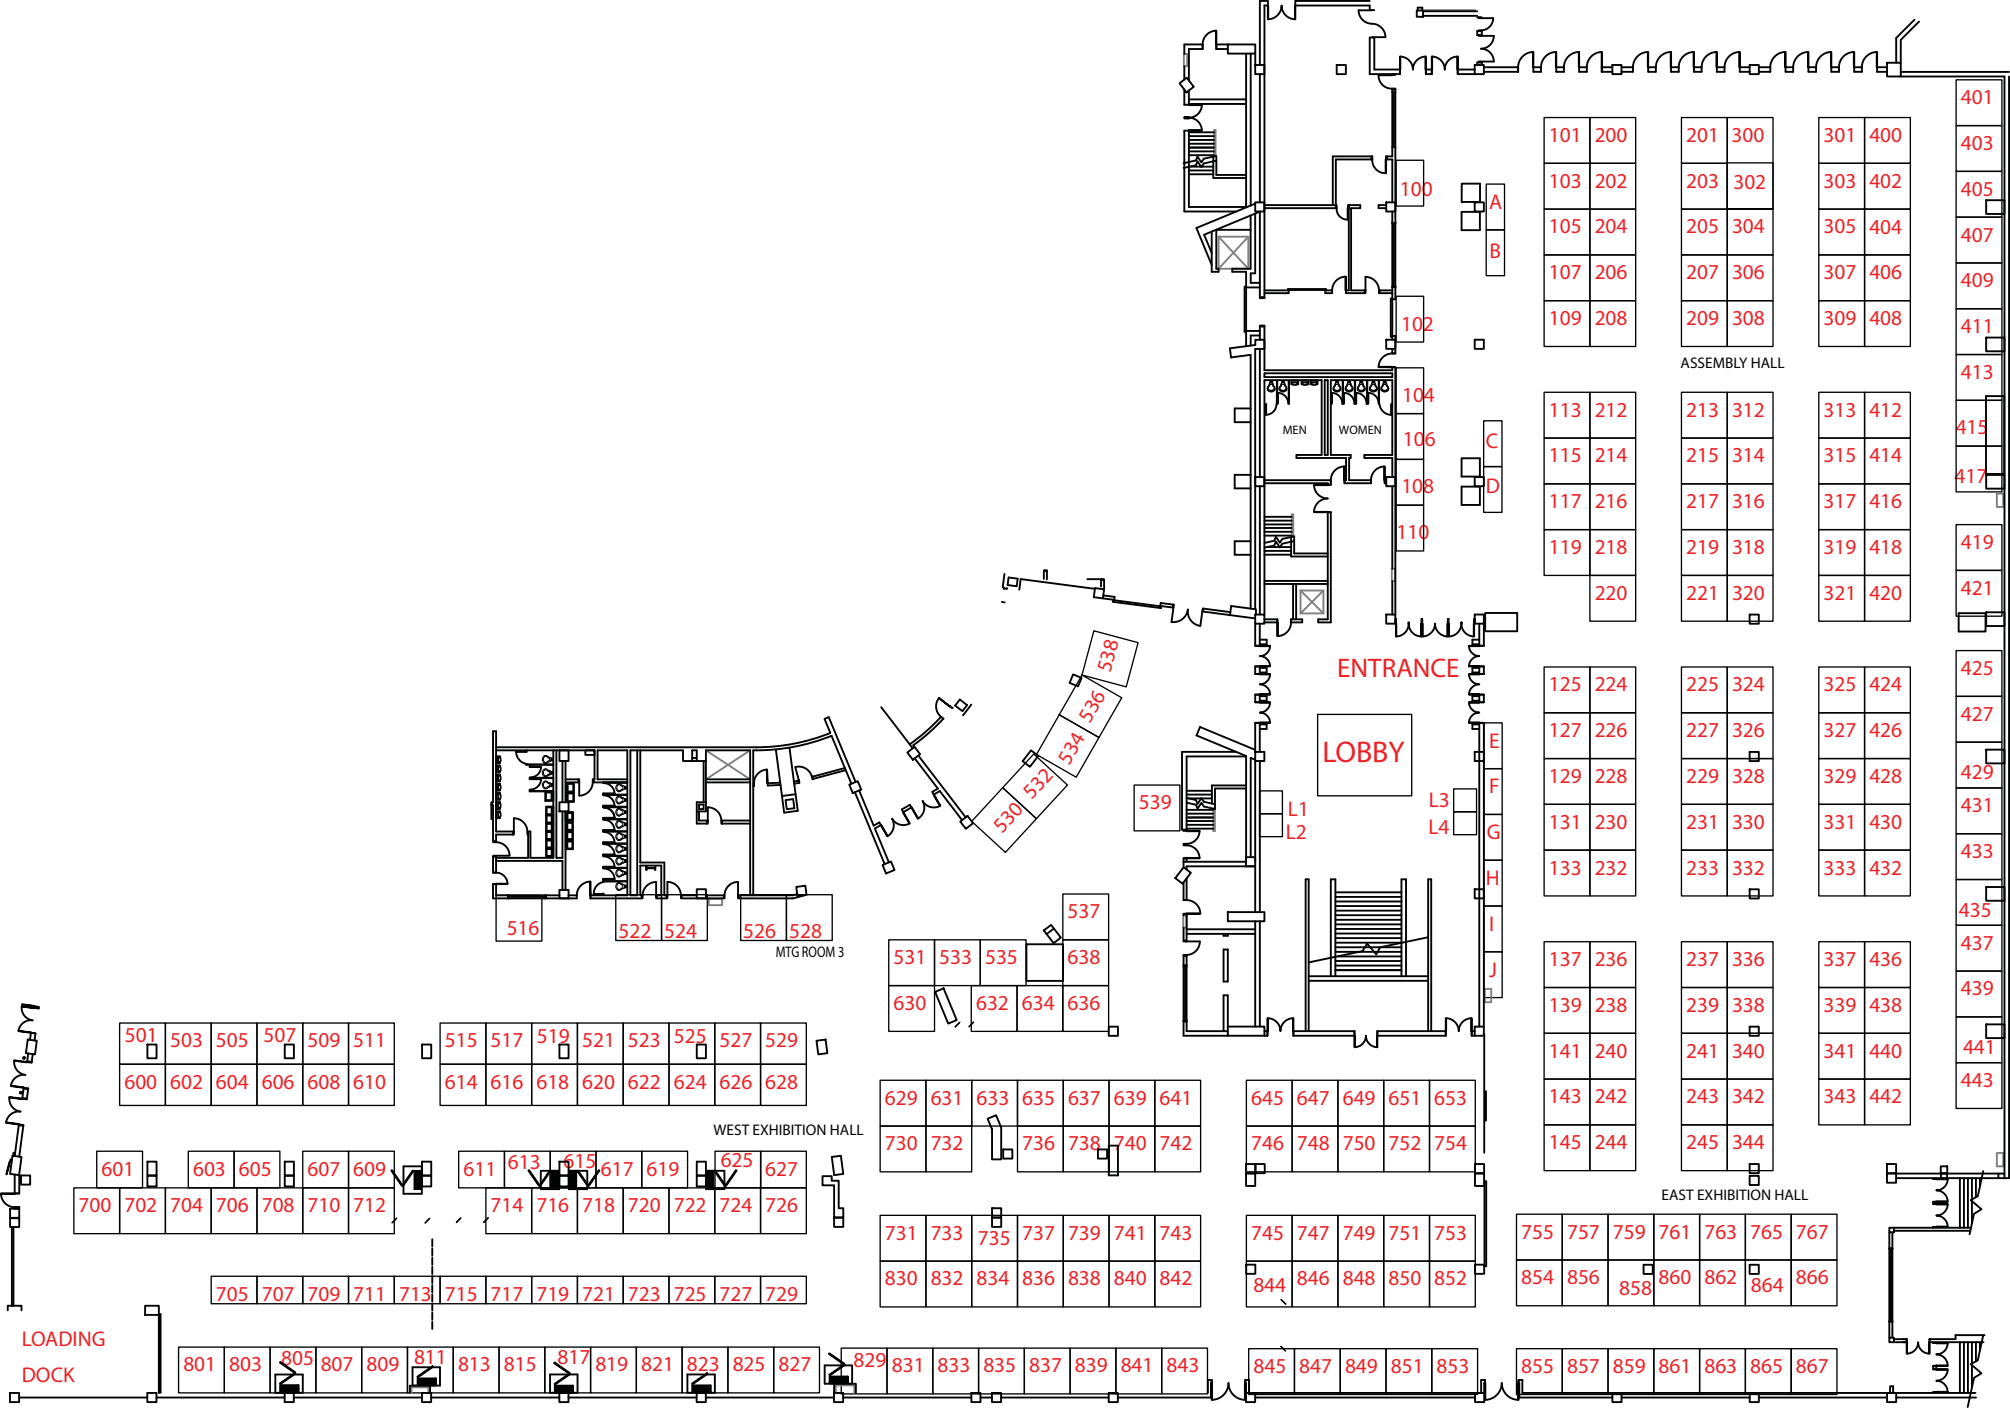 401
101 200 201 300 301 400
403
103 202 203 302 303 402
100 405
A
105 204 205 304 305 404
407
B
107 206 207 306 307 406
409
102 109 208 209 308 309 408
411
ASSEMBLY HALL
413
104
113 212 213 312 313 412
MEN WOMEN 415
106 C
115 214 215 314 315 414
417
108 D
117 216 217 316 317 416
110
119 218 219 318 319 418
419
220 221 320 321 420
421
538
ENTRANCE
425
125 224 225 324 325 424
536
427
127 226 227 326 327 426
534
LOBBY
E
429
532
129 228 229 328 329 428
F
539
L1 L3
431
530
L2 L4 G
131 230 231 330 331 430
433
133 232 233 332 333 432
H
537
435
516 522 524 526 528
I
MTG ROOM 3
531 533 535 638
437
137 236 237 336 337 436
J
630 632 634 636
439
139 238 239 338 339 438
501 503 505 507 509 511 515 517 519 521 523 525 527 529
441
141 240 241 340 341 440
600 602 604 606 608 610 614 616 618 620 622 624 626 628
443
629 631 633 635 637 639 641 645 647 649 651 653
143 242 243 342 343 442
WEST EXHIBITION HALL
730 732 736 738 740 742 746 748 750 752 754
145 244 245 344
601 603 605 607 609 611 613 615 617 619 625 627
EAST EXHIBITION HALL
700 702 704 706 708 710 712 714 716 718 720 722 724 726
731 733 735 737 739 741 743 745 747 749 751 753
755 757 759 761 763 765 767
830 832 834 836 838 840 842 844 846 848 850 852
854 856 858 860 862 864 866
705 707 709 711 713 715 717 719 721 723 725 727 729
LOADING
DOCK
801 803 805 807 809 811 813 815 817 819 821 823 825 827 829 831 833 835 837 839 841 843 845 847 849 851 853 855 857 859 861 863 865 867